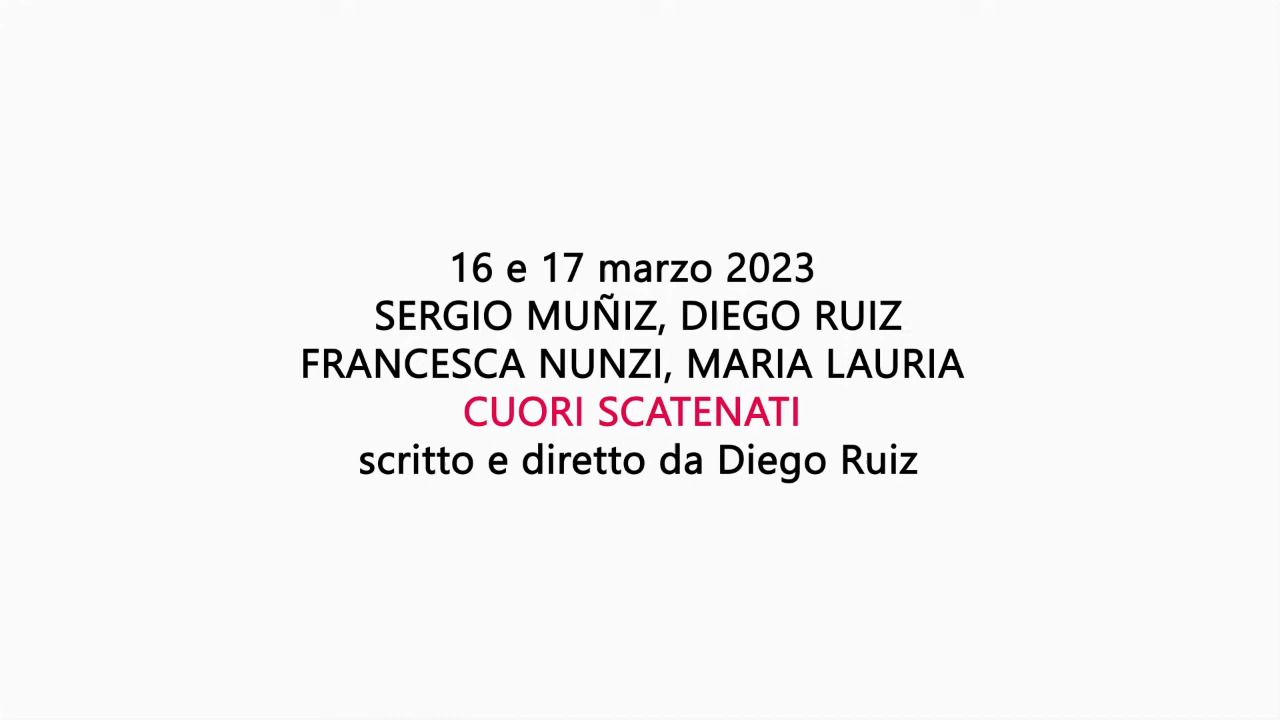 16 e 17 marzo 2023
SERGIO MUÑIZ, DIEGO RUIZ
FRANCESCA NUNZI, MARIA LAURIA
CUORI SCATENATI
scritto e diretto da Diego Ruiz